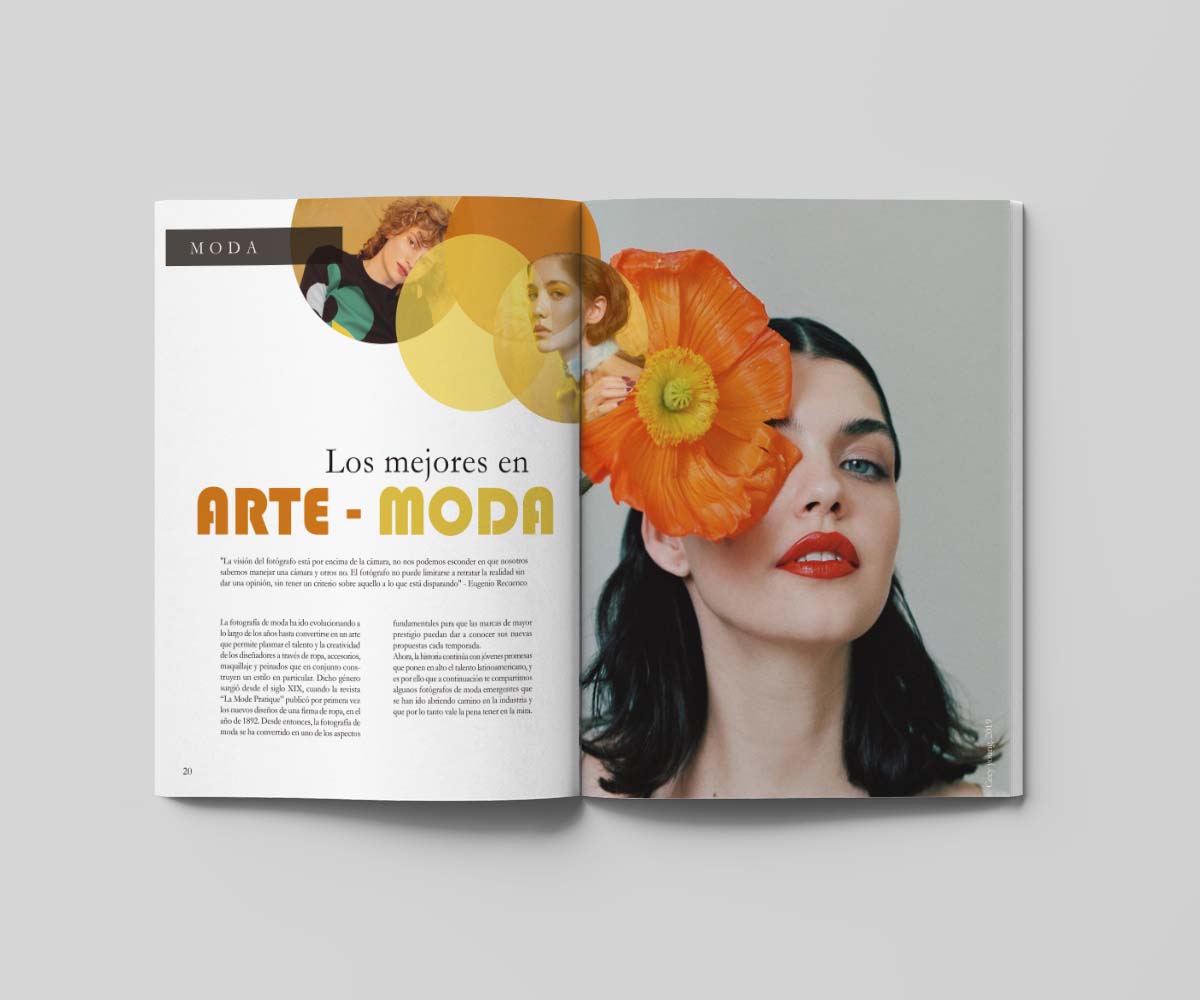 MODA
Los mejores en
ARTE - MODA
"La visión del fotógrafo está por encima de la cámara, no nos podemos esconder en que nosotros
sabemos manejar una cámara y otros no. El fotógrafo no puede limitarse a retratar la realidad sin
dar una opinión, sin tener un criterio sobre aquello a lo que está disparando" - Eugenio Recuenco
La fotografía de moda ha ido evolucionando a
lo largo de los años hasta convertirse en un arte
que permite plasmar el talento y la creatividad
de los diseñadores a través de ropa, accesorios,
maquillaje y peinados que en conjunto cons-
truyen un estilo en particular. Dicho género
surgió desde el siglo XIX, cuando la revista
"La Mode Pratique" publicó por primera vez
los nuevos diseños de una firma de ropa, en el
año de 1892. Desde entonces, la fotografía de
moda se ha convertido en uno de los aspectos
fundamentales para que las marcas de mayor
prestigio puedan dar a conocer sus nuevas
propuestas cada temporada.
Ahora, la historia continúa con jóvenes promesas
que ponen en alto el talento latinoamericano, y
es por ello que a continuación te compartimos
algunos fotógrafos de moda emergentes que
se han ido abriendo camino en la industria y
que por lo tanto vale la pena tener en la mira.
20
2019